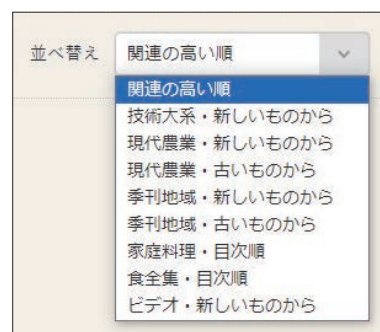 並べ替え 関連の高い順
関連の高い順
技術大系・新しいものから
現代農業・新しいものから
現代農業・古いものから
季刊地域・新しいものから
季刊地域・古いものから
家庭料理・目次順
食全集・目次順
ビデオ・新しいものから